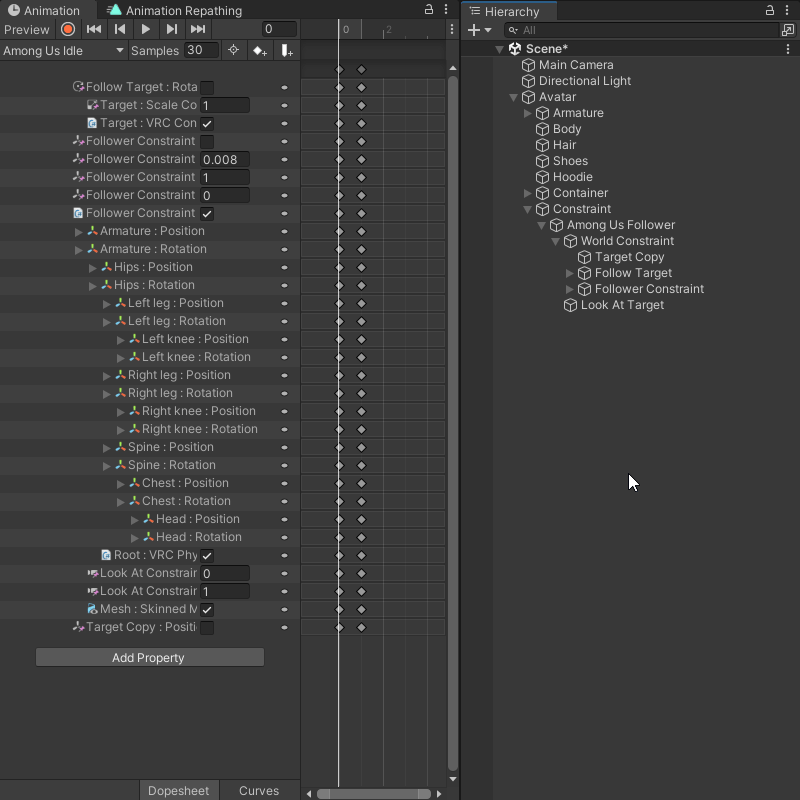 Animation
Animation Repathing
Preview
0
0
2
Among Us Idle
Samples
30
Follow Target : Rota
Target : Scale Co
1
Target : VRC Con
Follower Constraint
Follower Constraint
0.008
Follower Constraint
1
Follower Constraint
0
Follower Constraint
Armature : Position
Armature : Rotation
Hips : Position
Hips : Rotation
Left leg : Position
Left leg : Rotation
Left knee : Position
Left knee : Rotation
Right leg : Position
Right leg : Rotation
Right knee : Position
Right knee : Rotation
Spine : Position
Spine : Rotation
Chest : Position
Chest : Rotation
Head : Position
Head : Rotation
Root : VRC Phy
Look At Constrair
0
Look At Constrair
1
Mesh : Skinned M
Target Copy : Positi
Add Property
Dopesheet
Curves
Hierarchy
All
Scene*
Main Camera
Directional Light
Avatar
Armature
Body
Hair
Shoes
Hoodie
Container
Constraint
Among Us Follower
World Constraint
Target Copy
Follow Target
Follower Constraint
Look At Target